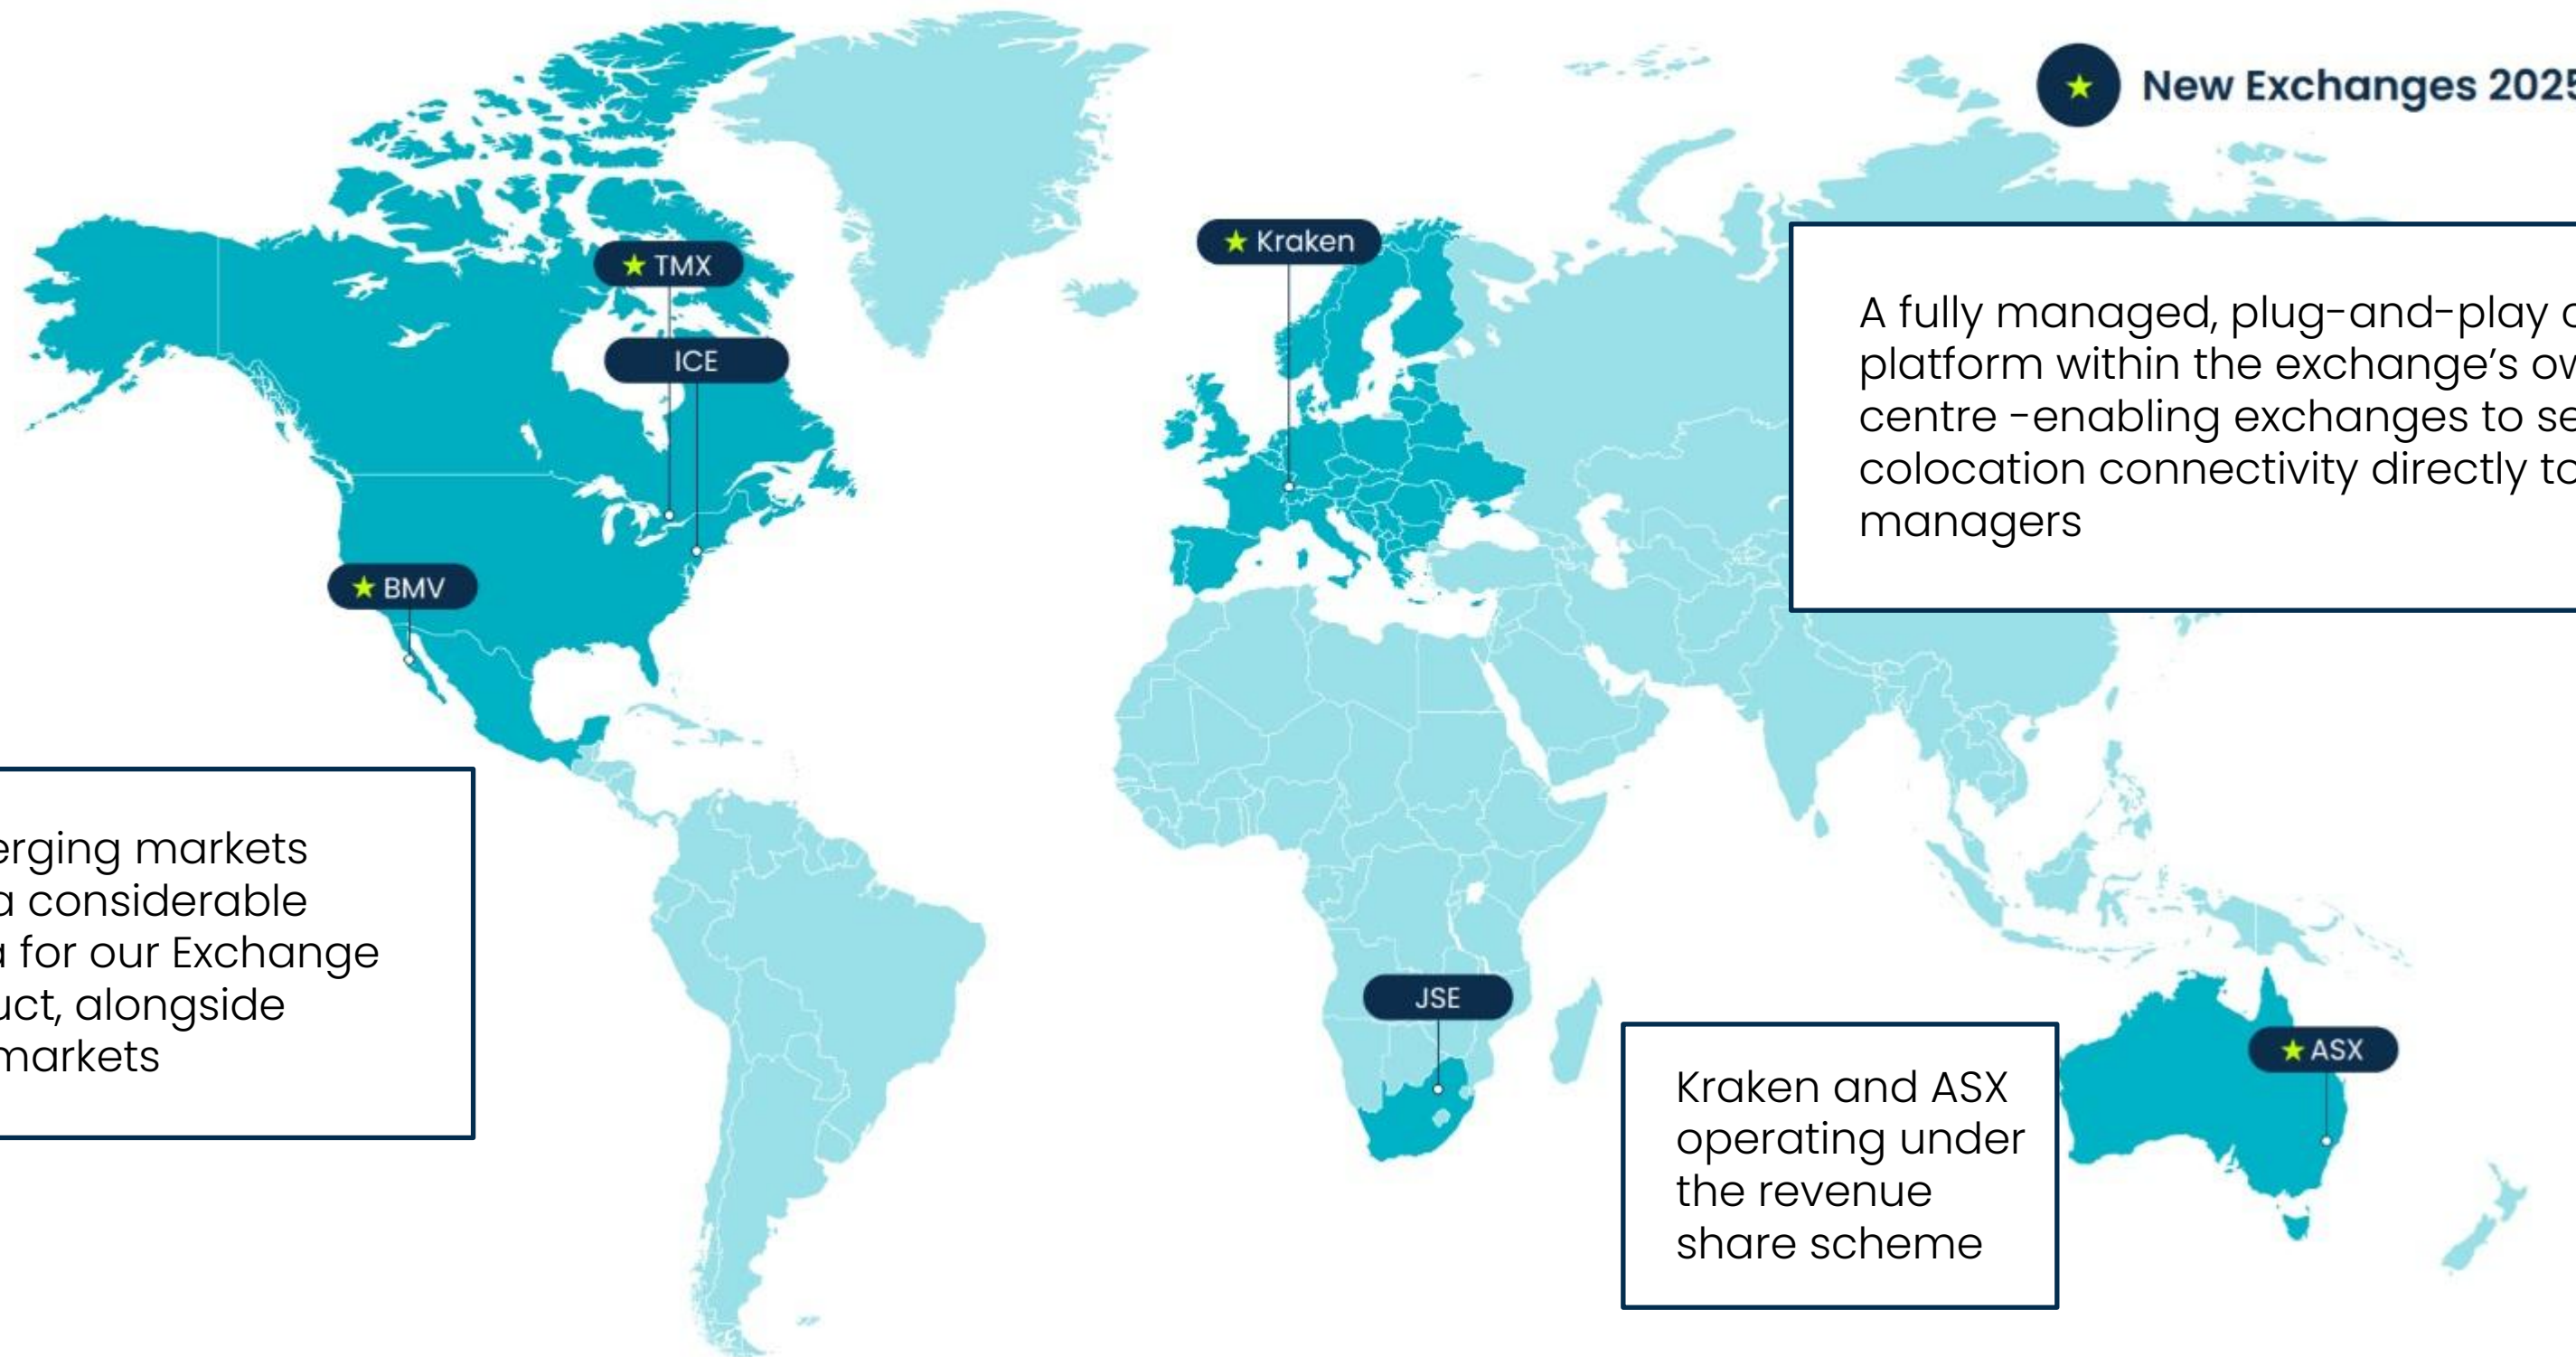 ★ New Exchanges 2025
★ TMX
★ Kraken
ICE
★ BMV
A fully managed, plug-and-play
platform within the exchange's
centre -enabling exchanges to
colocation connectivity directly
managers
markets
considerable
for our Exchange
alongside
markets
JSE
★ ASX
Kraken and ASX
operating under
the revenue
share scheme